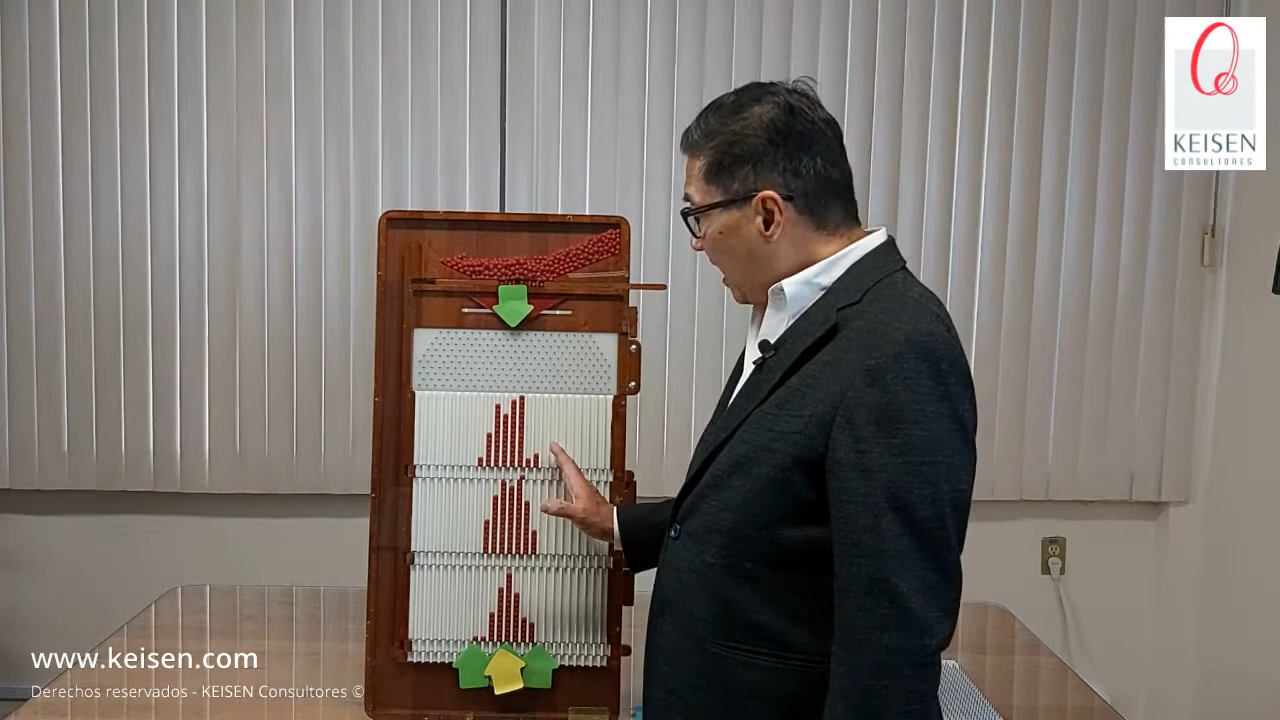 KEISEN
CONSULTORES
www.keisen.com
Derechos reservados - KEISEN Consultores ©